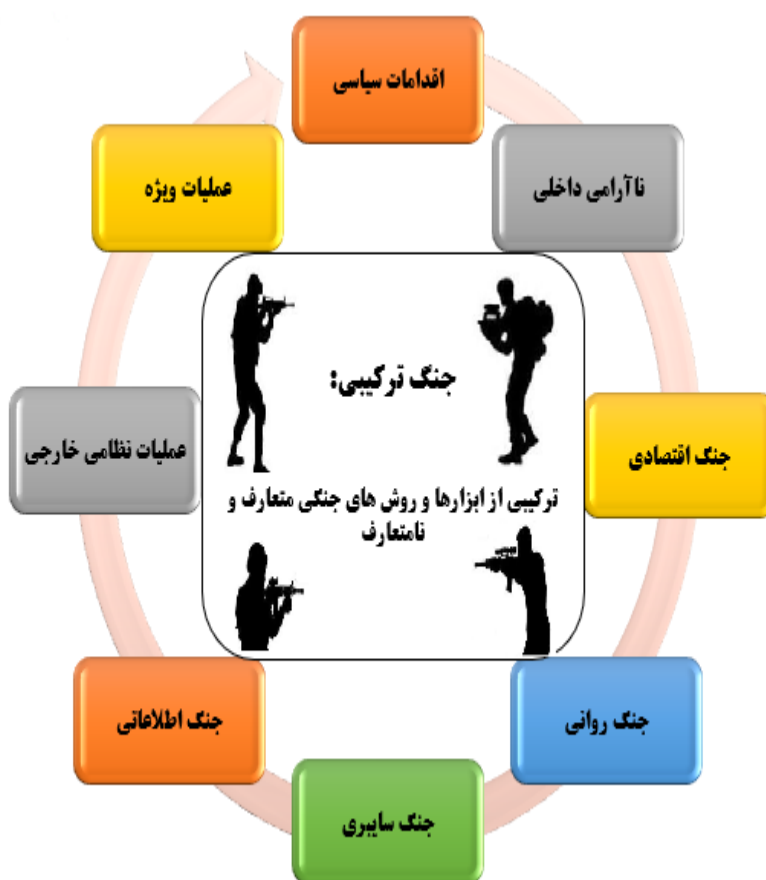 اقدامات سیاسی
ناآرامی داخلی
عملیات ویژه
جنگ ترکیبی:
جنگ اقتصادی
عملیات نظامی خارجی
ترکیبی از ابزارها و روش های جنگی متعارف و
نامتعارف
جنگ روانی
جنگ اطلاعاتی
جنگ سایبری